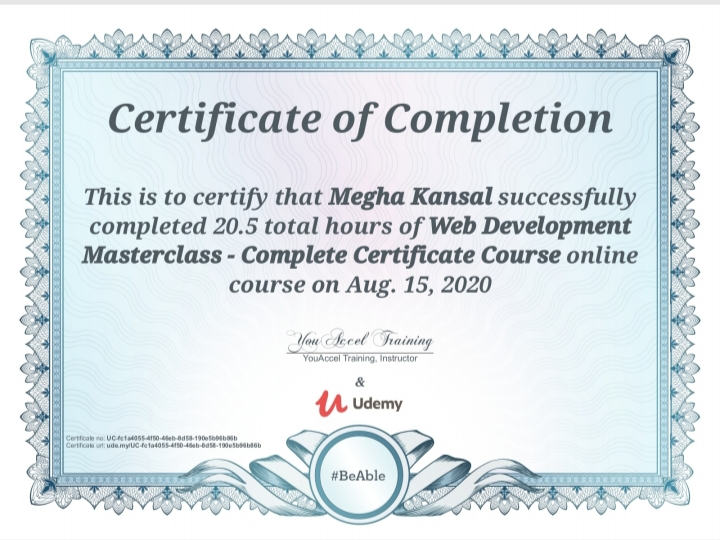 Certificate of Completion
This is to certify that Megha Kansal successfully
completed 20.5 total hours of Web Development
Masterclass - Complete Certificate Course online
course on Aug. 15, 2020
YouAccel Training
YouAccel Training, Instructor
&
Udemy
Certificate no: UC-fc1a4055-4f50-46eb-8d58-190e5b96b86b
Certificate url: ude.my/UC-fc1a4055-4f50-46eb-8d58-190e5b96b86b
#BeAble